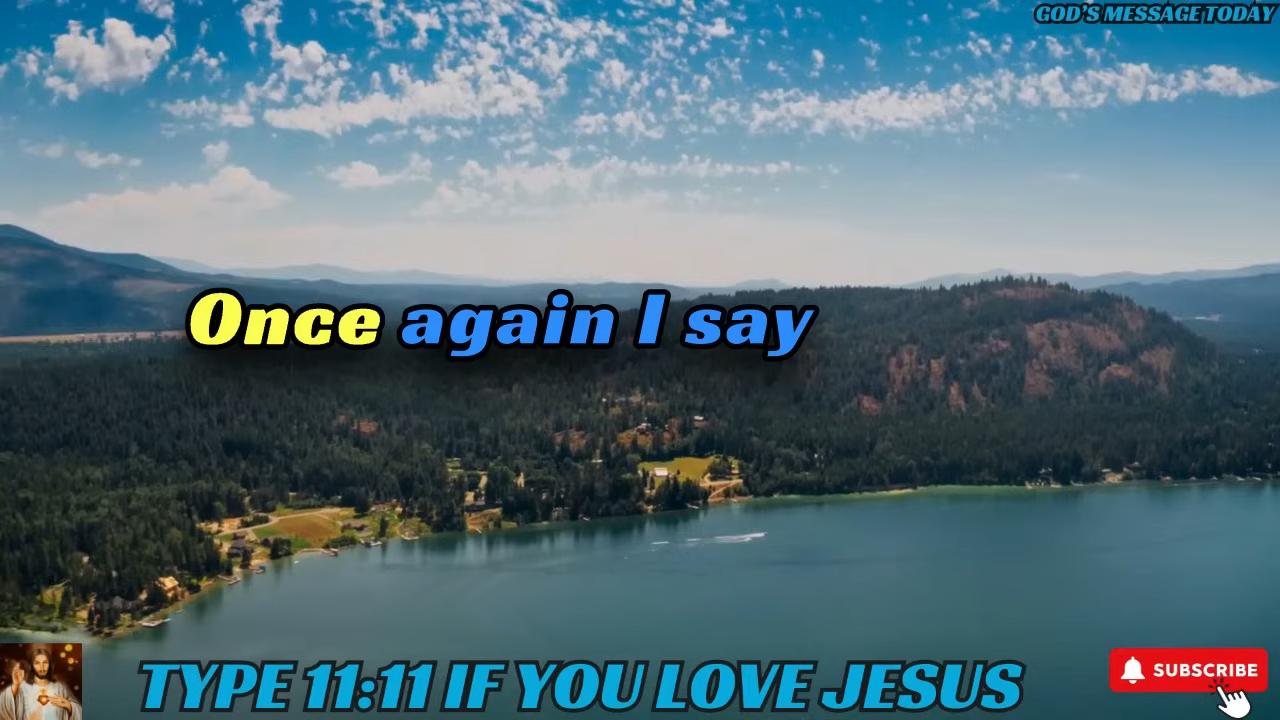 GOD'S MESSAGE TODAY
Once again I say
TYPE 11:11 IF YOU LOVE JESUS
SUBSCRIBE